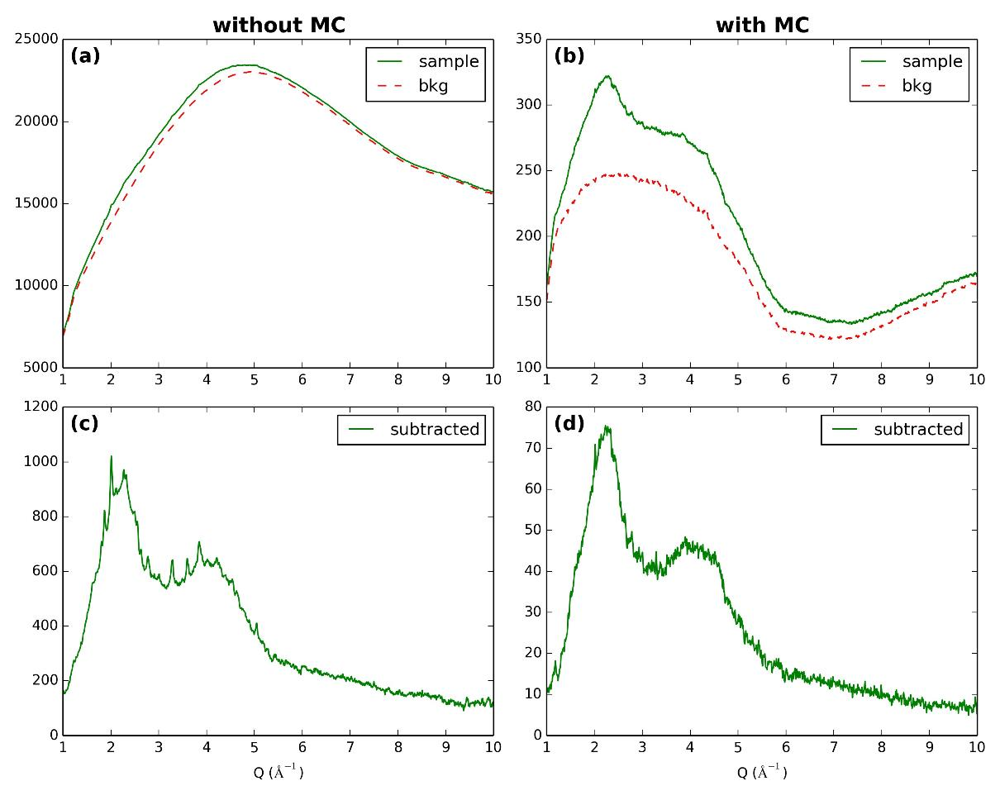 without MC
with MC
(a)
sample
bkg
25000
20000
15000
10000
5000
1 2 3 4 5 6 7 8 9 10
(b)
sample
bkg
350
300
250
200
150
100
1 2 3 4 5 6 7 8 9 10
(c)
subtracted
1200
1000
800
600
400
200
0
1 2 3 4 5 6 7 8 9 10
Q (Å⁻¹)
(d)
subtracted
80
70
60
50
40
30
20
10
0
1 2 3 4 5 6 7 8 9 10
Q (Å⁻¹)